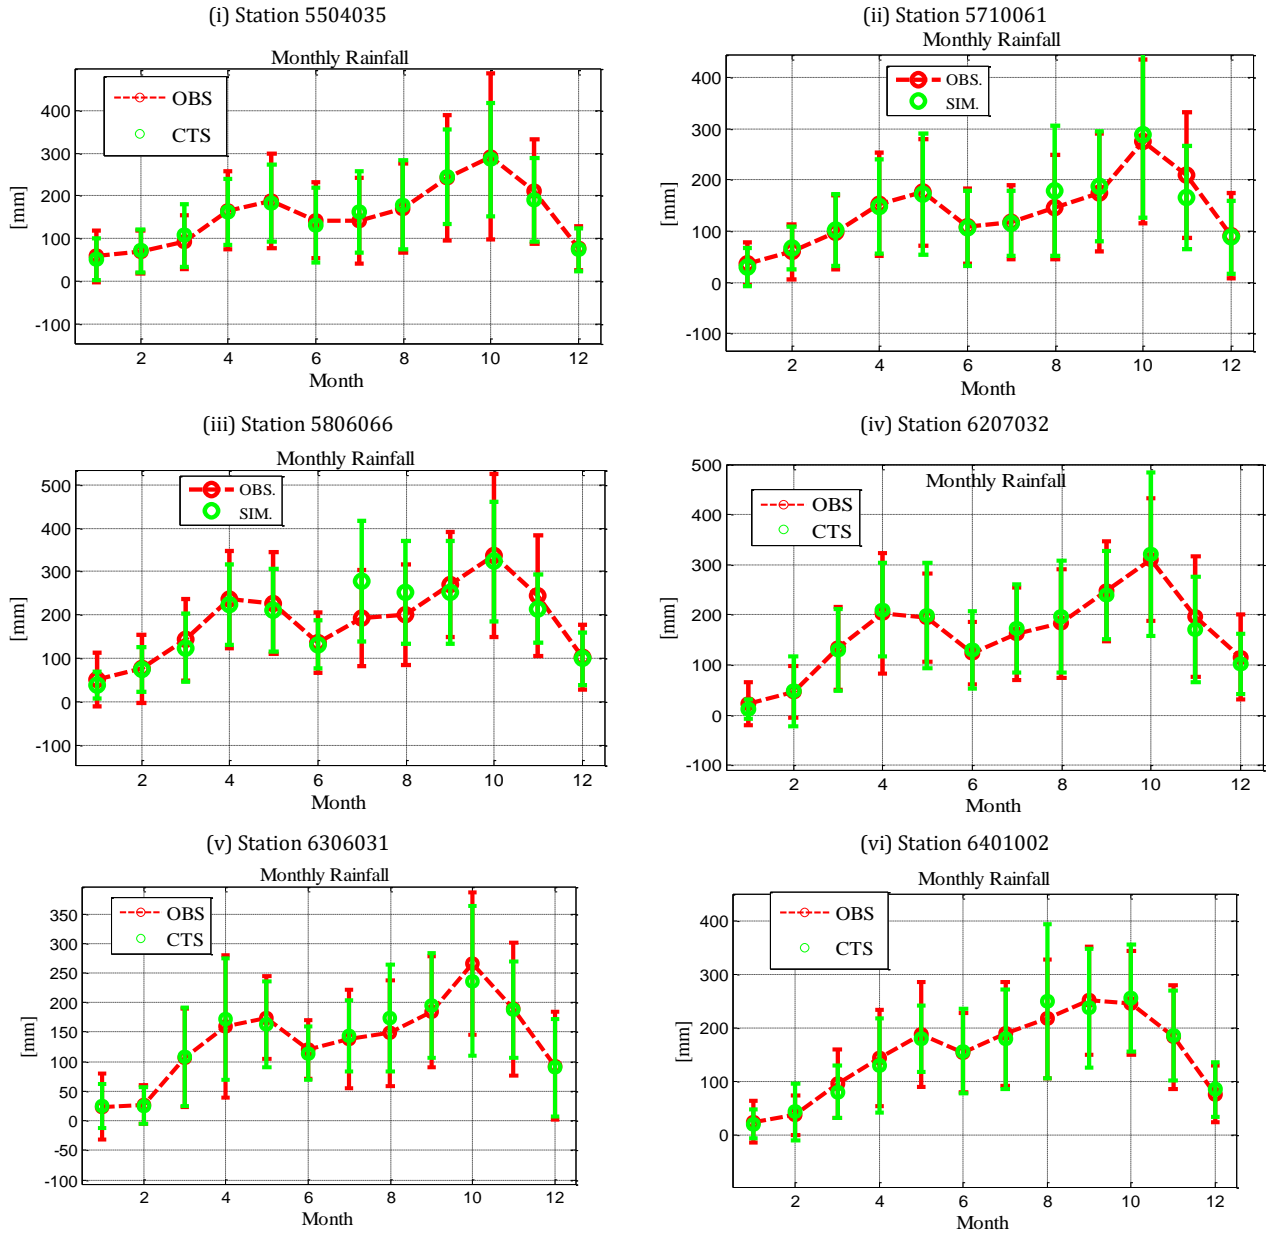 (i) Station 5504035
Monthly Rainfall
OBS
CTS
400
300
200
100
0
-100
[mm]
2 4 6 8 10 12
Month
(ii) Station 5710061
Monthly Rainfall
OBS.
SIM.
400
300
200
100
0
-100
[mm]
2 4 6 8 10 12
Month
(iii) Station 5806066
Monthly Rainfall
OBS.
SIM.
500
400
300
200
100
0
-100
[mm]
2 4 6 8 10 12
Month
(iv) Station 6207032
Monthly Rainfall
OBS
CTS
500
400
300
200
100
0
-100
[mm]
2 4 6 8 10 12
Month
(v) Station 6306031
Monthly Rainfall
OBS
CTS
350
300
250
200
150
100
50
0
-50
-100
[mm]
2 4 6 8 10 12
Month
(vi) Station 6401002
Monthly Rainfall
OBS
CTS
400
300
200
100
0
[mm]
2 4 6 8 10 12
Month